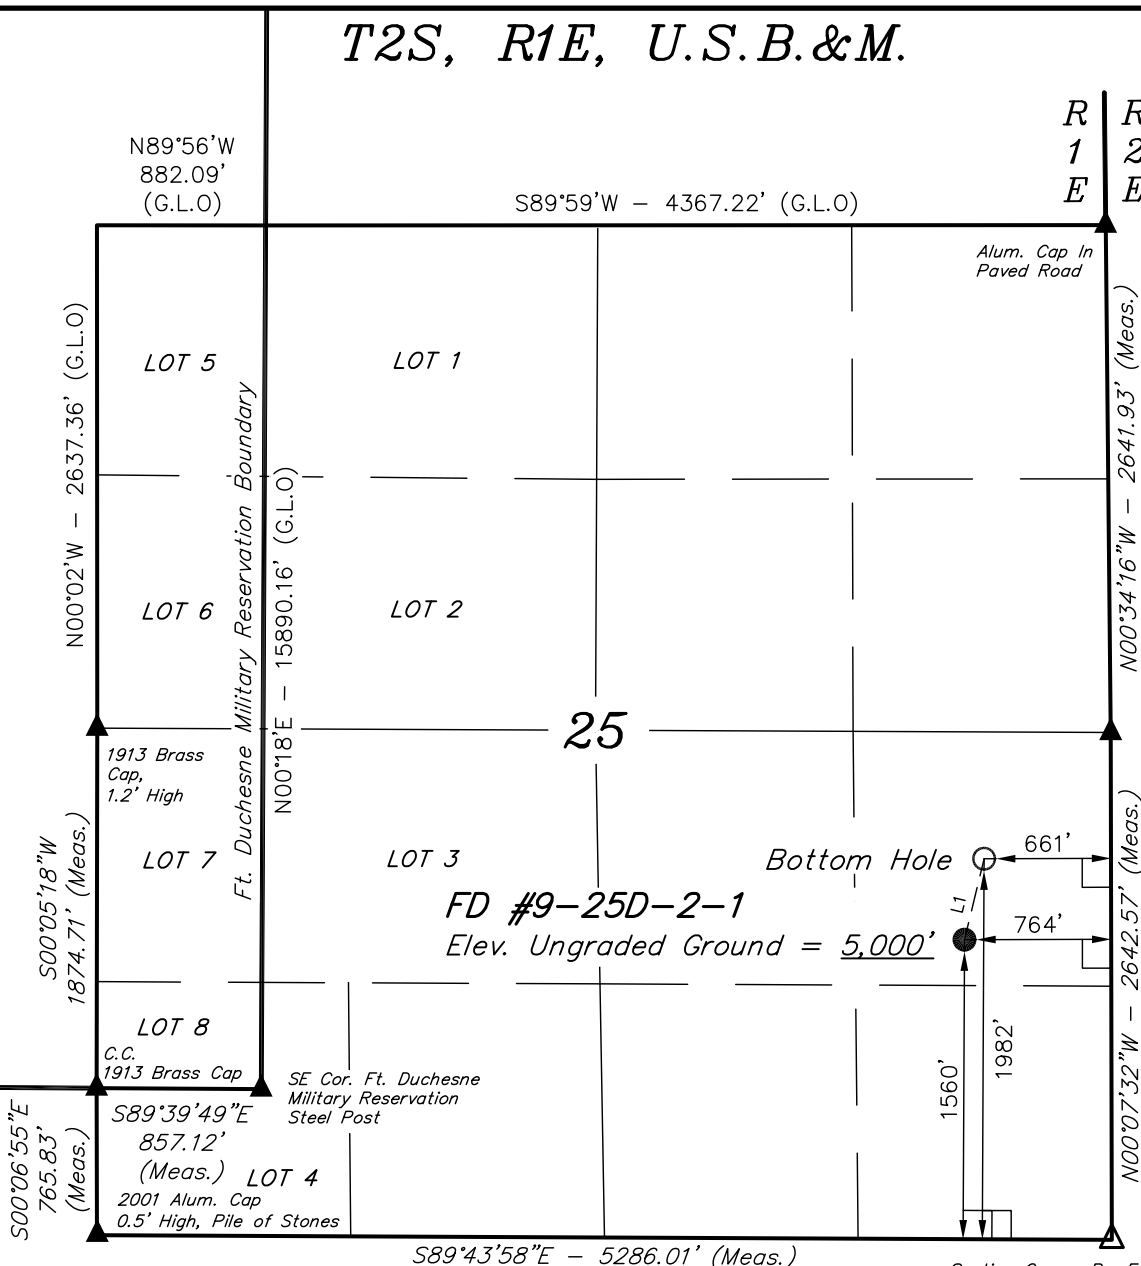 T2S, R1E, U.S.B.&M.
R R
1 2
E E
N89°56'W
882.09'
(G.L.O)
S89°59'W – 4367.22' (G.L.O)
Alum. Cap In
Paved Road
N00°02'W – 2637.36' (G.L.O)
LOT 5
LOT 1
Ft. Duchesne Military Reservation Boundary
N00°18'E – 15890.16' (G.L.O)
N00°34'16"W – 2641.93' (Meas.)
LOT 6
LOT 2
25
1913 Brass
Cap,
1.2' High
S00°05'18"W
1874.71' (Meas.)
LOT 7
LOT 3
Bottom Hole
661'
L1
FD #9-25D-2-1
Elev. Ungraded Ground = 5,000'
764'
N00°07'32"W – 2642.57' (Meas.)
1560'
1982'
LOT 8
C.C.
1913 Brass Cap
SE Cor. Ft. Duchesne
Military Reservation
Steel Post
S00°06'55"E
765.83'
(Meas.)
S89°39'49"E
857.12'
(Meas.)
LOT 4
2001 Alum. Cap
0.5' High, Pile of Stones
S89°43'58"E – 5286.01' (Meas.)